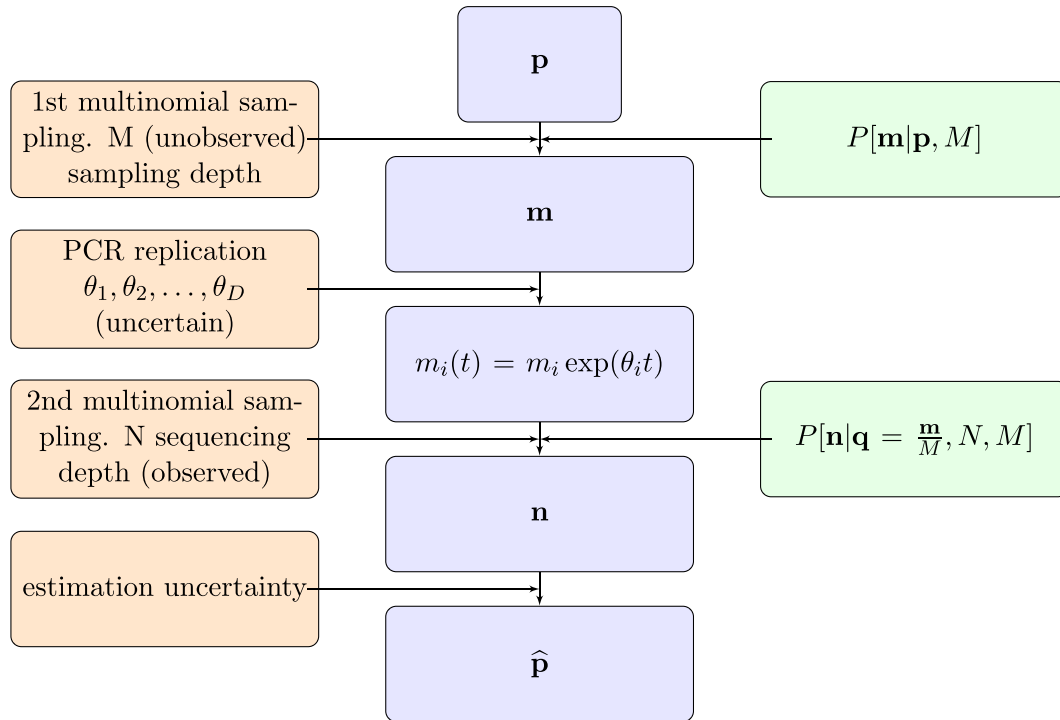 p
1st multinomial sam-
pling. M (unobserved)
sampling depth
P[m|p, M]
m
PCR replication
θ₁, θ₂, . . . , θ_D
(uncertain)
mᵢ(t) = mᵢ exp(θᵢt)
2nd multinomial sam-
pling. N sequencing
depth (observed)
P[n|q = m/M, N, M]
n
estimation uncertainty
p̂